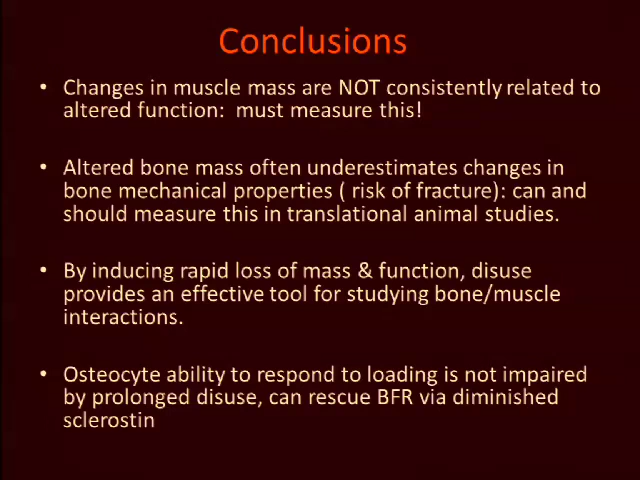 Conclusions
• Changes in muscle mass are NOT consistently related to
altered function:  must measure this!
• Altered bone mass often underestimates changes in
bone mechanical properties ( risk of fracture): can and
should measure this in translational animal studies.
• By inducing rapid loss of mass & function, disuse
provides an effective tool for studying bone/muscle
interactions.
• Osteocyte ability to respond to loading is not impaired
by prolonged disuse, can rescue BFR via diminished
sclerostin